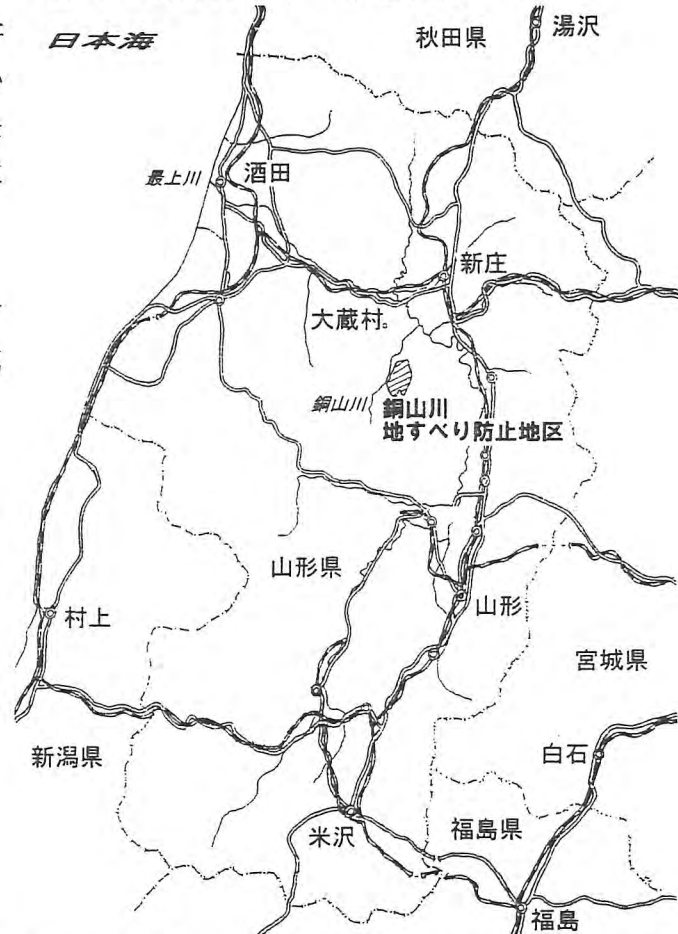 日本海
秋田県
湯沢
最上川
酒田
新庄
大蔵村
銅山川
銅山川
地すべり防止地区
山形県
山形
村上
宮城県
新潟県
白石
米沢
福島県
福島